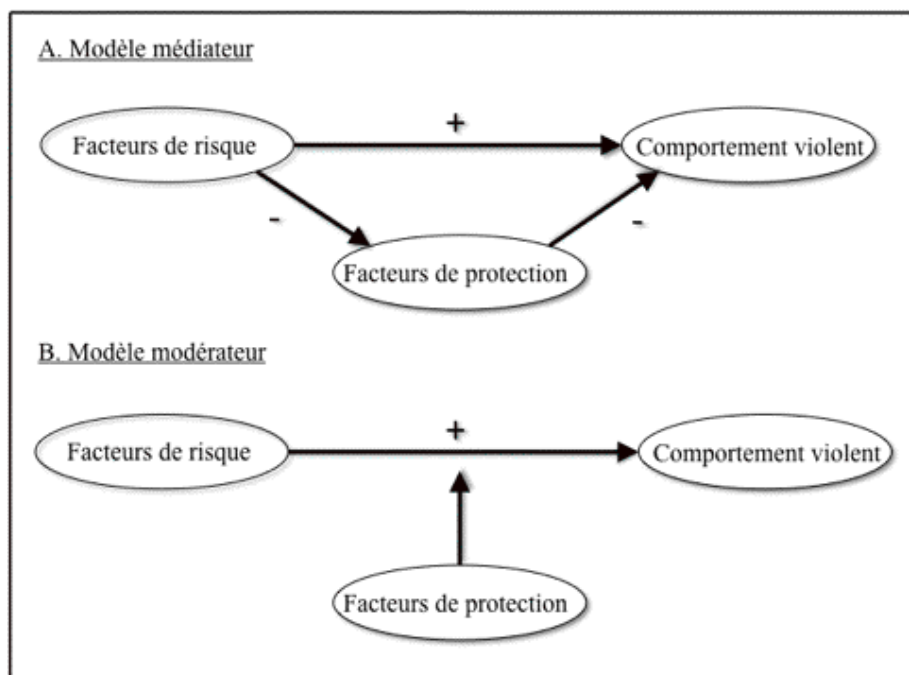 A. Modèle médiateur
+
Facteurs de risque
Comportement violent
-
-
Facteurs de protection
B. Modèle modérateur
+
Facteurs de risque
Comportement violent
Facteurs de protection